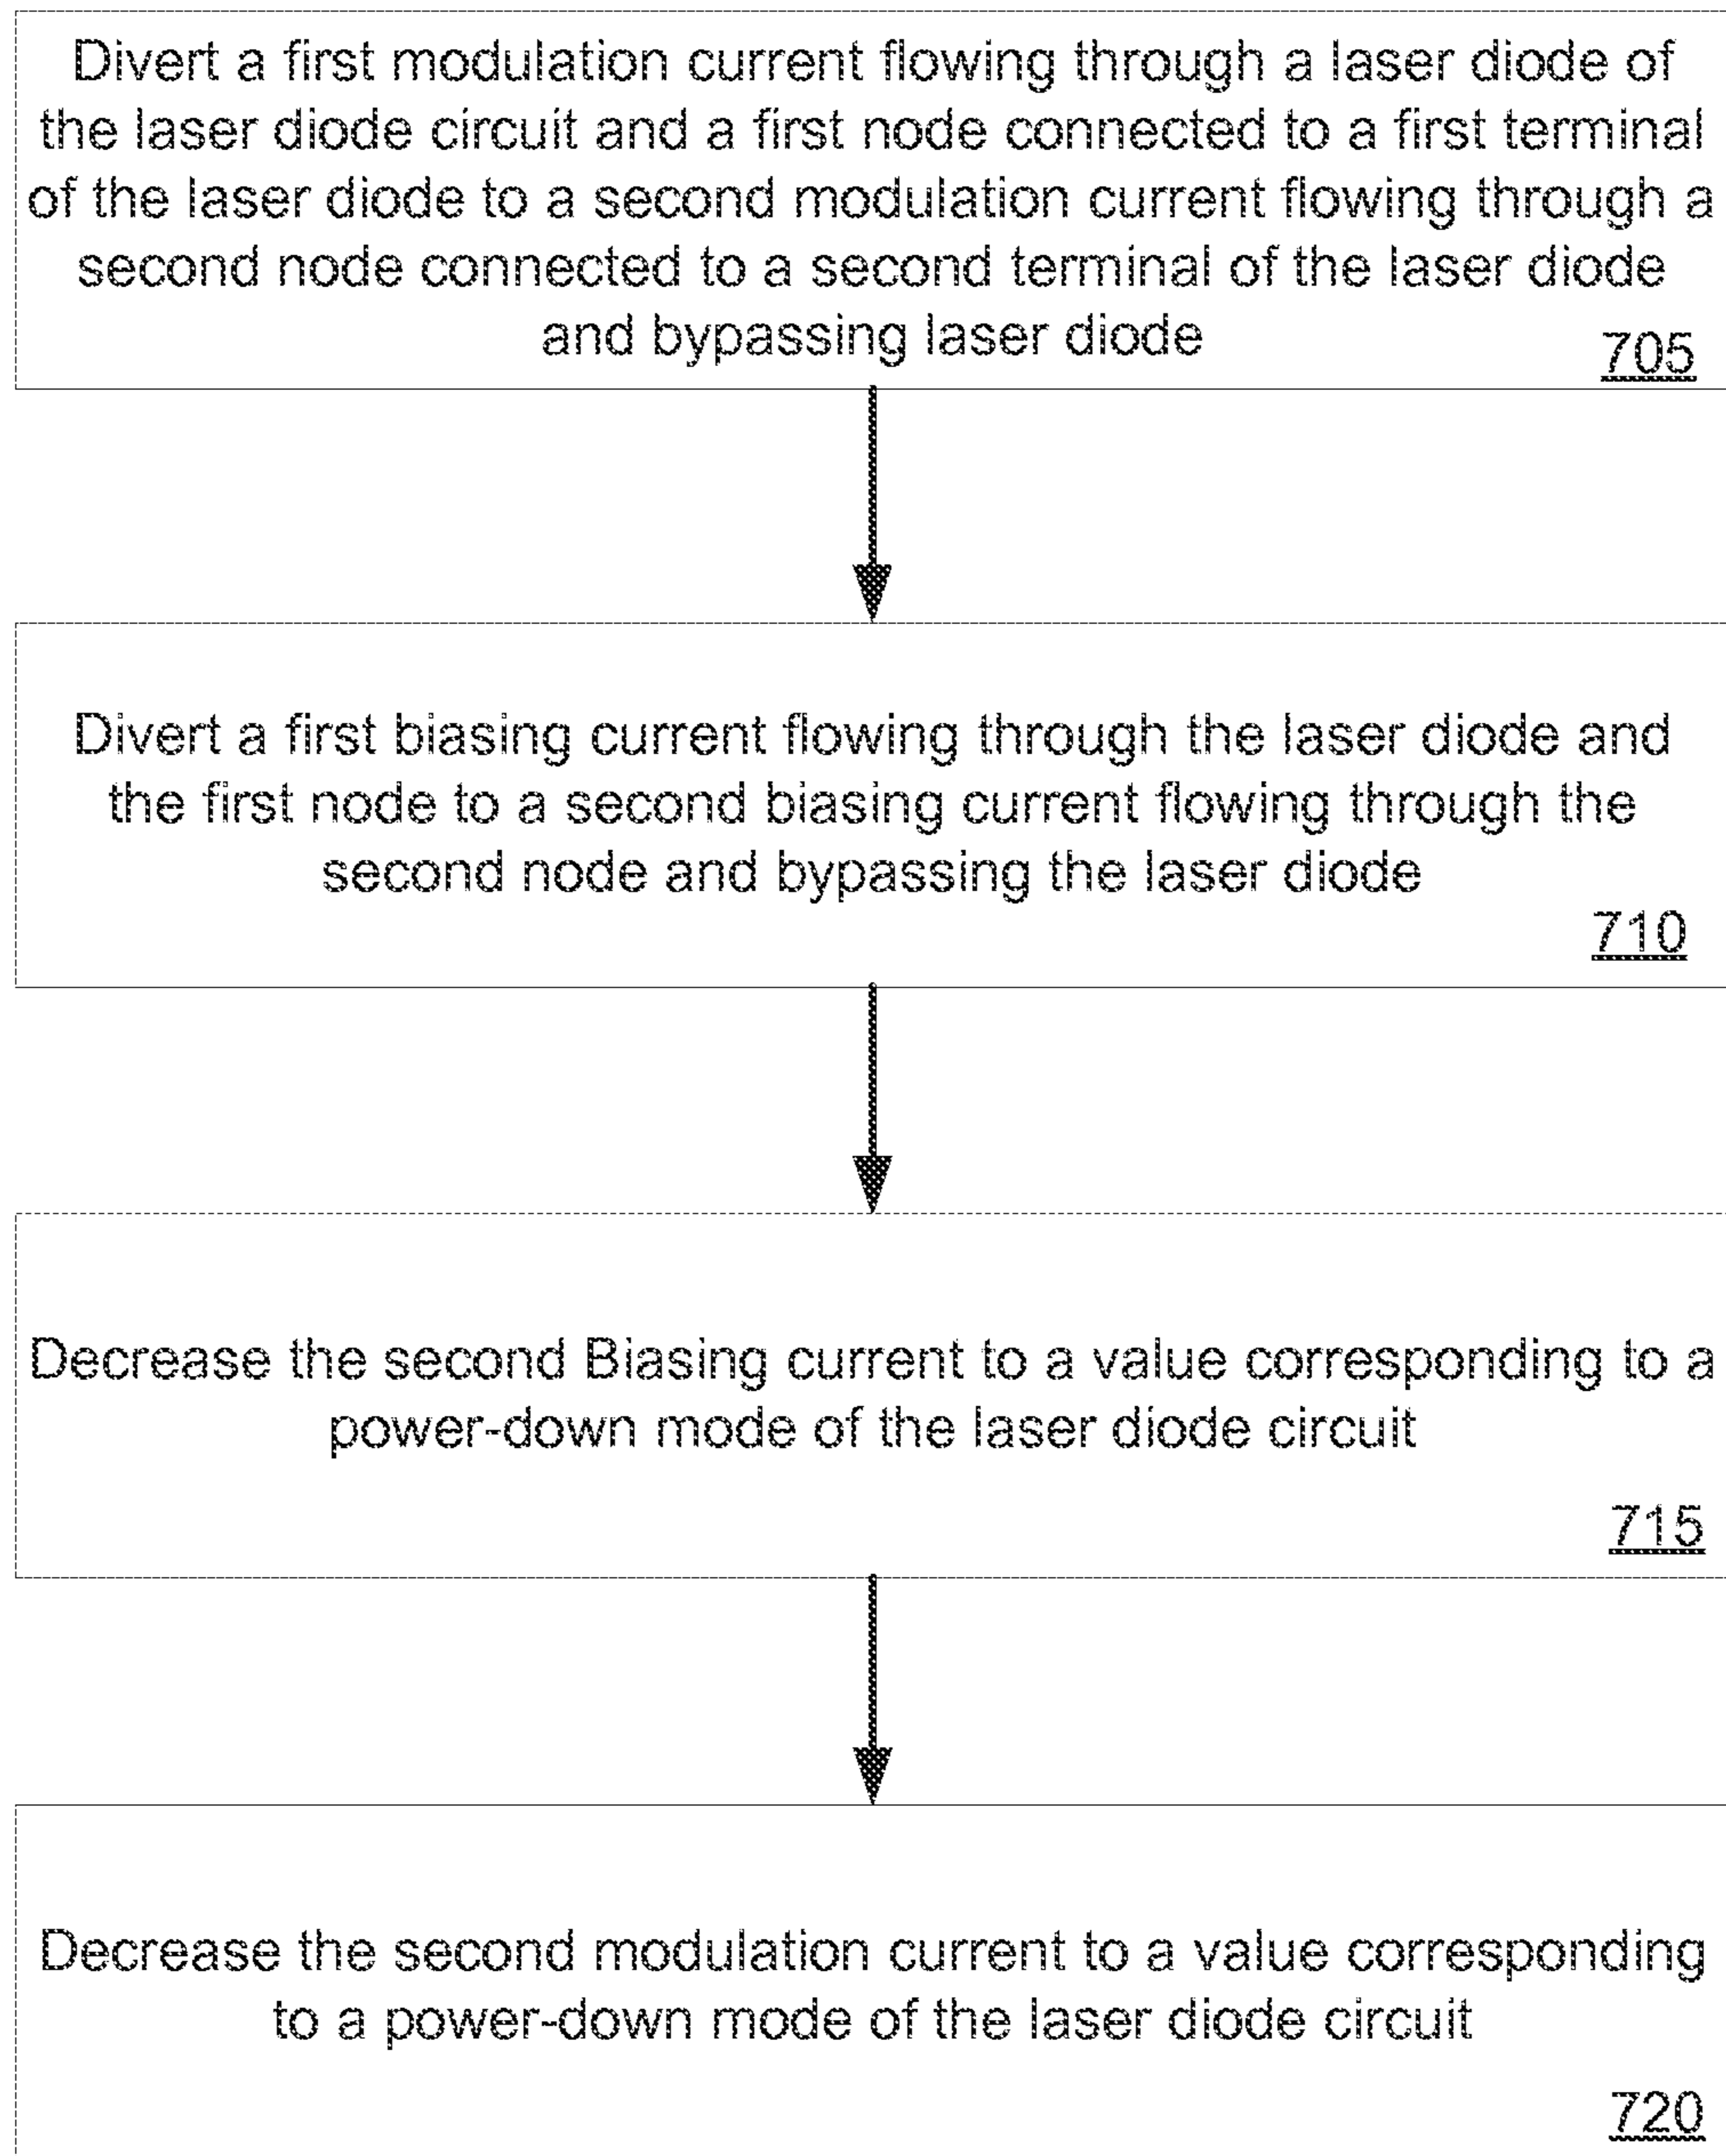 Divert a first modulation current flowing through a laser diode of
the laser diode circuit and a first node connected to a first terminal
of the laser diode to a second modulation current flowing through a
second node connected to a second terminal of the laser diode
and bypassing laser diode
705
Divert a first biasing current flowing through the laser diode and
the first node to a second biasing current flowing through the
second node and bypassing the laser diode
710
Decrease the second Biasing current to a value corresponding to a
power-down mode of the laser diode circuit
715
Decrease the second modulation current to a value corresponding
to a power-down mode of the laser diode circuit
720